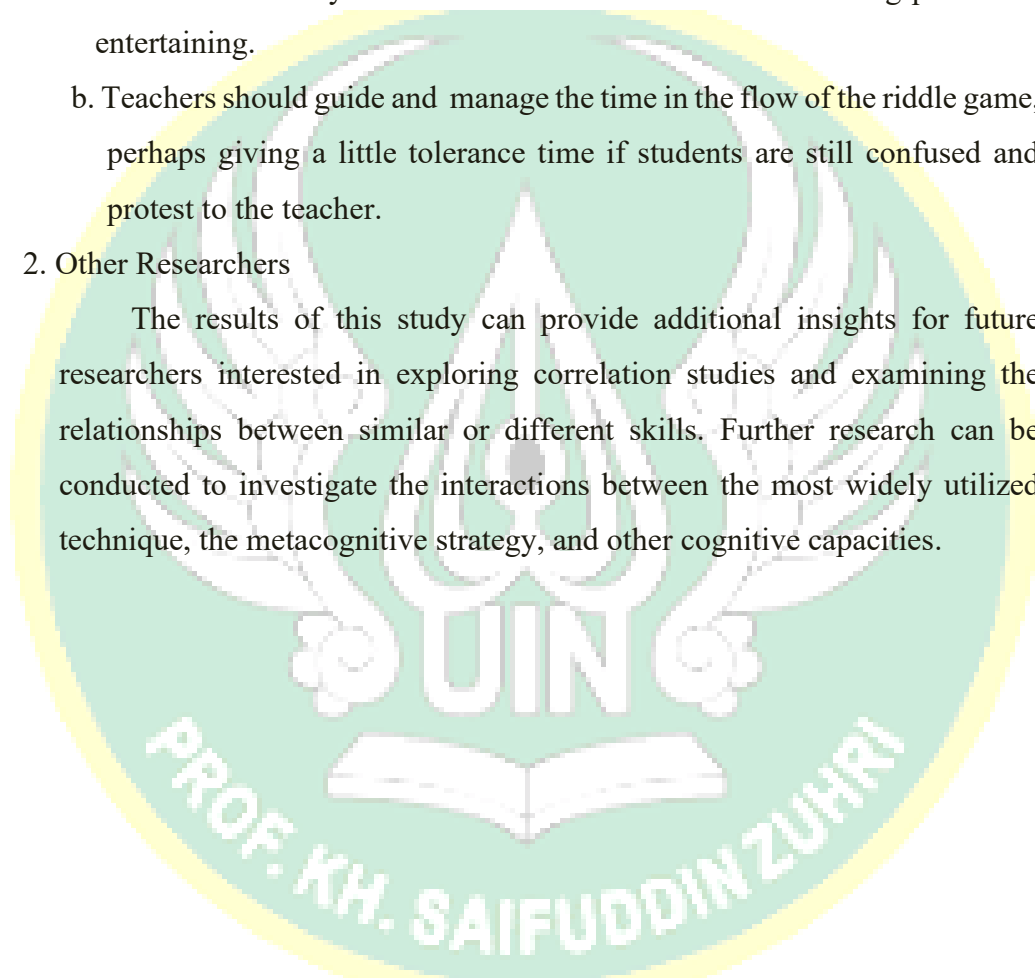 entertaining.
b. Teachers should guide and manage the time in the flow of the riddle game,
perhaps giving a little tolerance time if students are still confused and
protest to the teacher.
2. Other Researchers
The results of this study can provide additional insights for future
researchers interested in exploring correlation studies and examining the
relationships between similar or different skills. Further research can be
conducted to investigate the interactions between the most widely utilized
technique, the metacognitive strategy, and other cognitive capacities.
UIN
PROF. KH. SAIFUDDIN ZUHRI